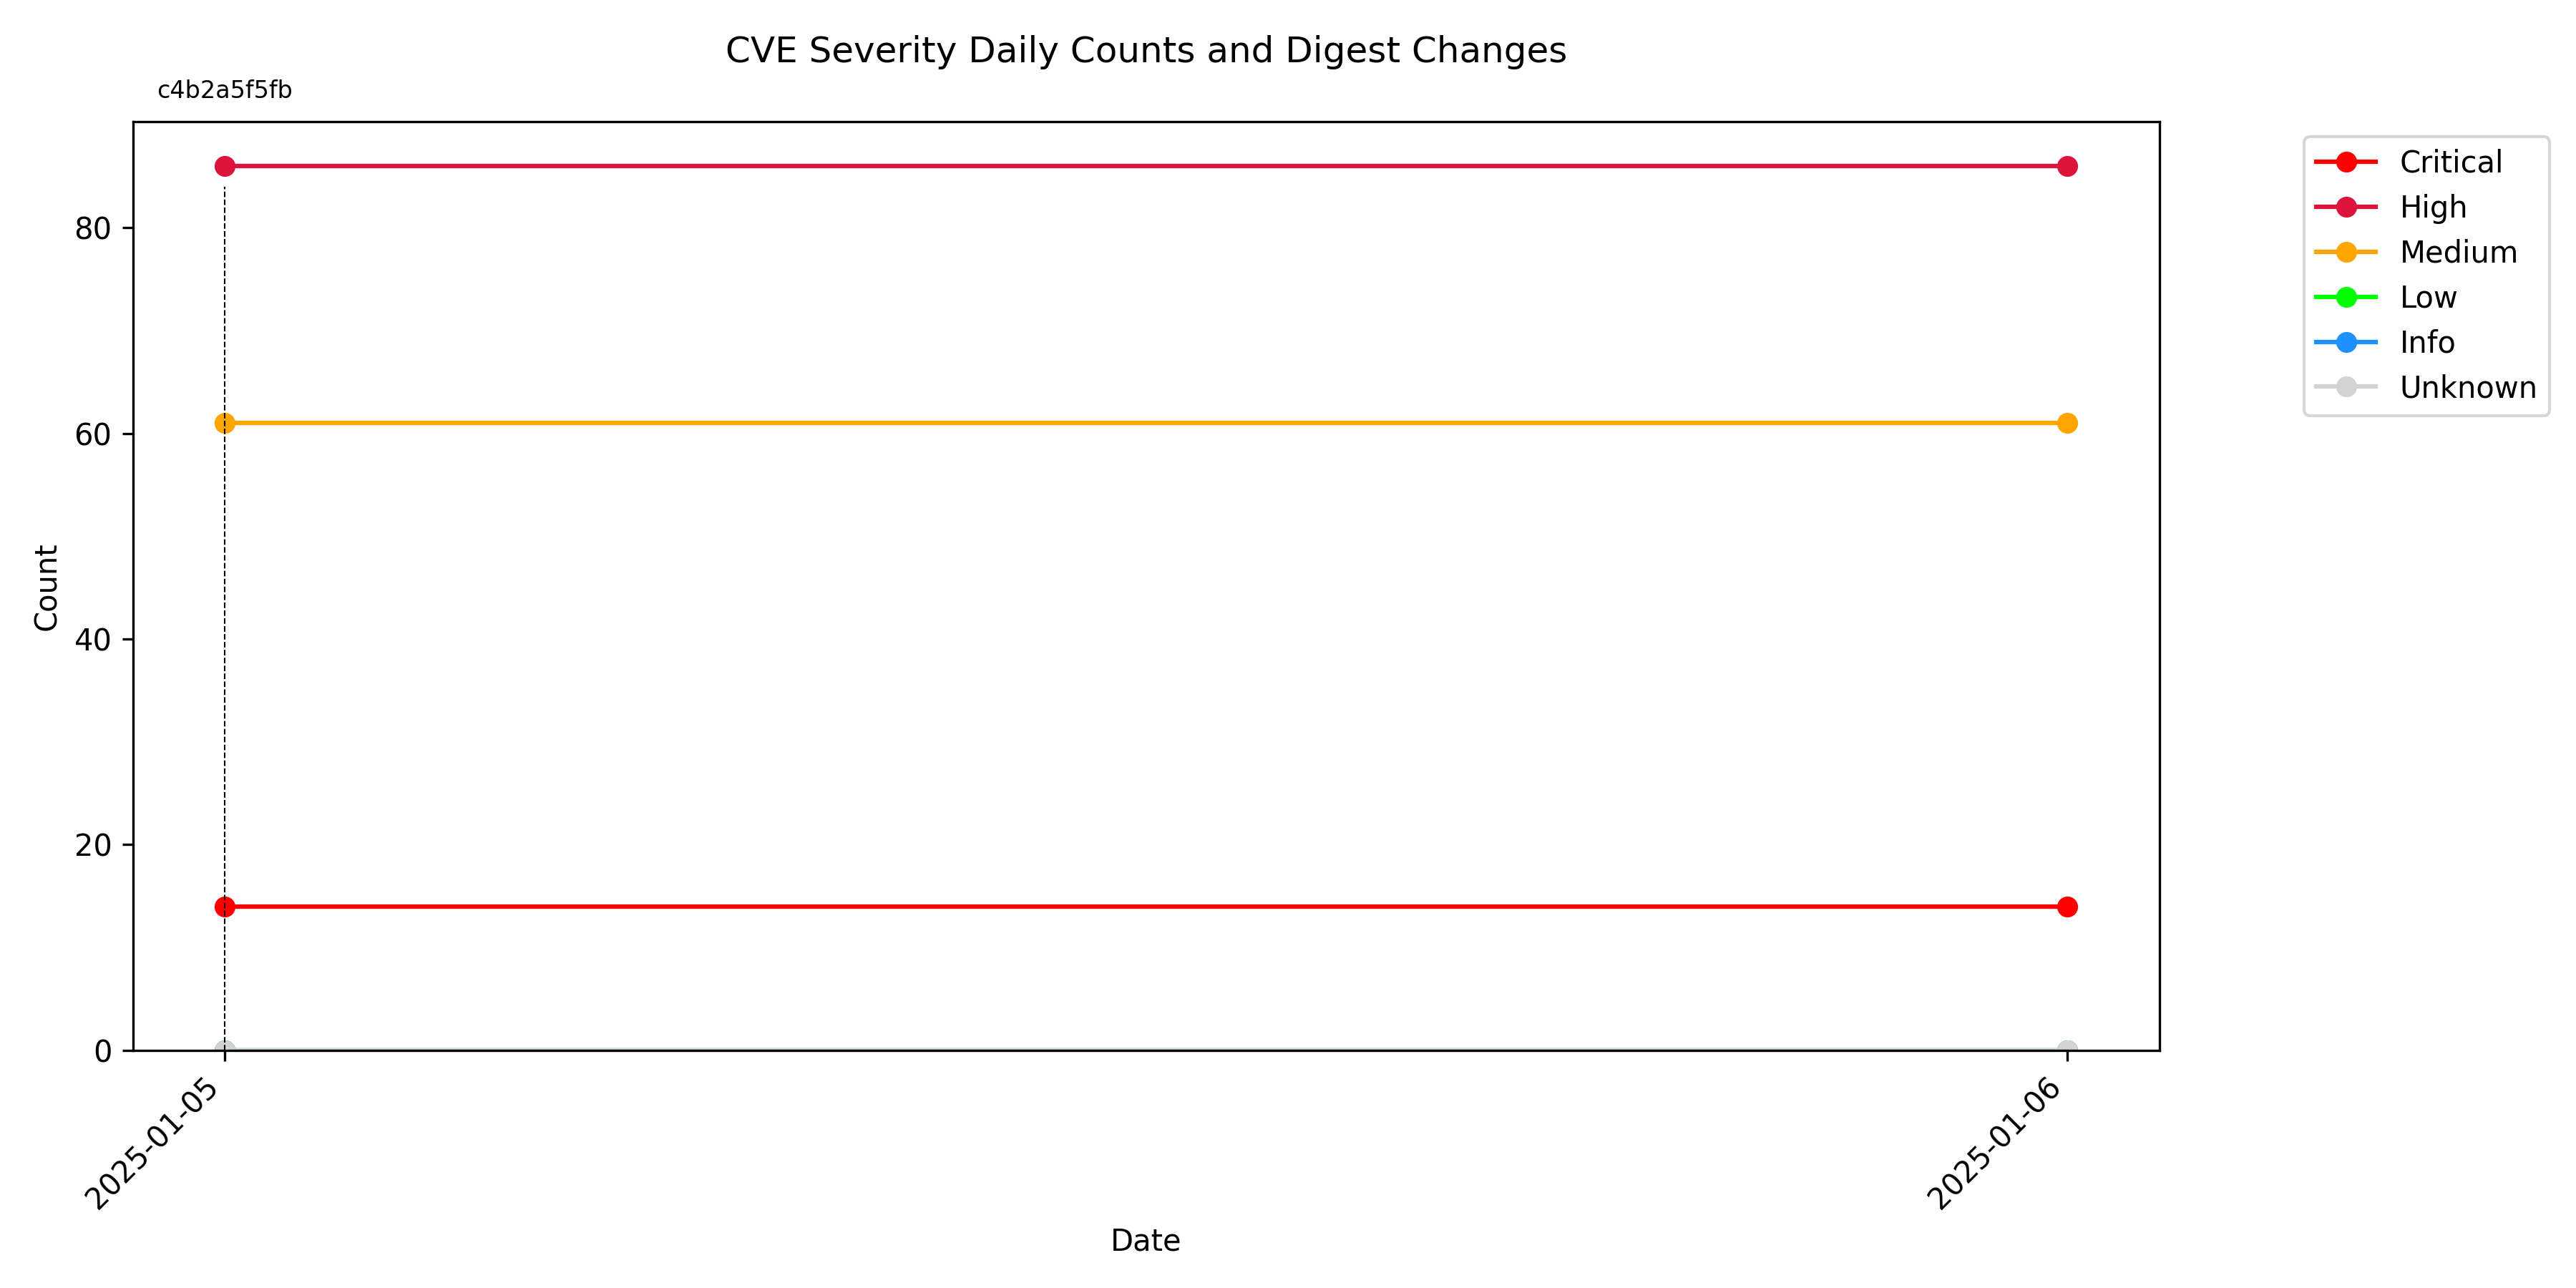 CVE Severity Daily Counts and Digest Changes
c4b2a5f5fb
Critical
High
Medium
Low
Info
Unknown
80
60
40
20
0
Count
2025-01-05
2025-01-06
Date